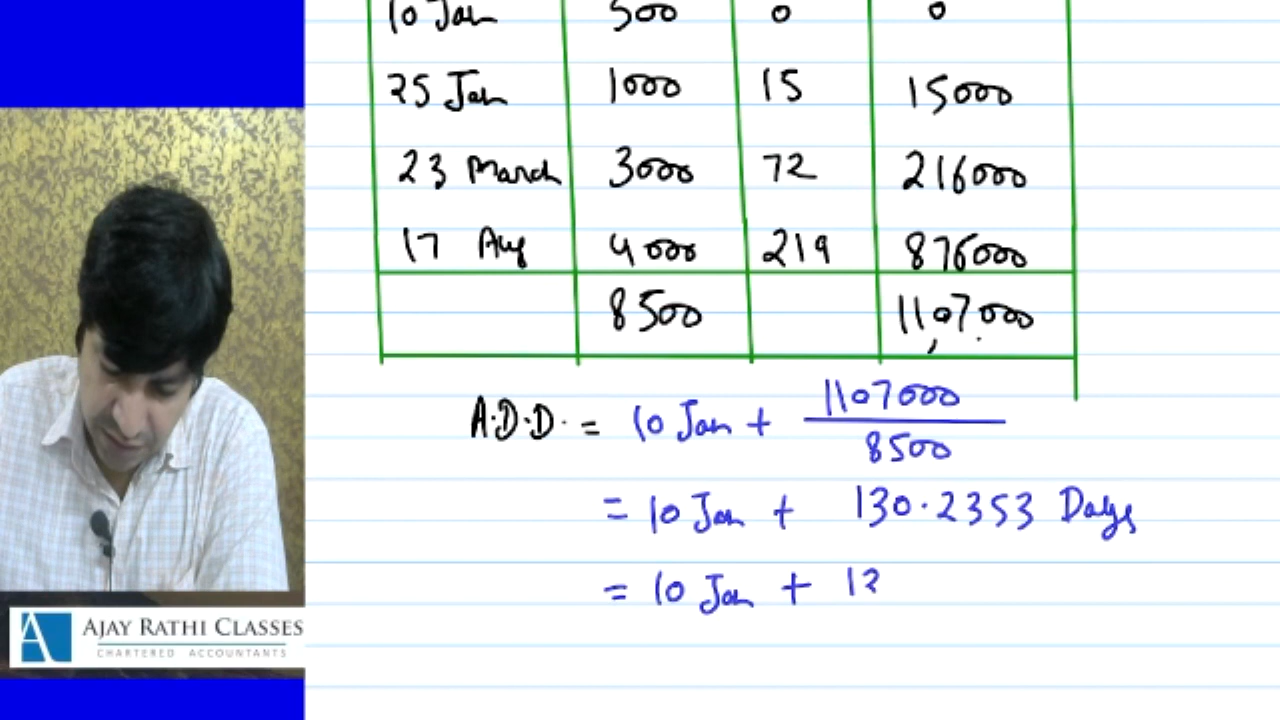 10 Jan 500 0 0
25 Jan 1000 15 15000
23 March 3000 72 216000
17 Aug 4000 219 876000
8500 1107000
A.D.D. = 10 Jan + 1107000
8500
= 10 Jan + 130.2353 Days
= 10 Jan + 13
AJAY RATHI CLASSES
CHARTERED ACCOUNTANTS